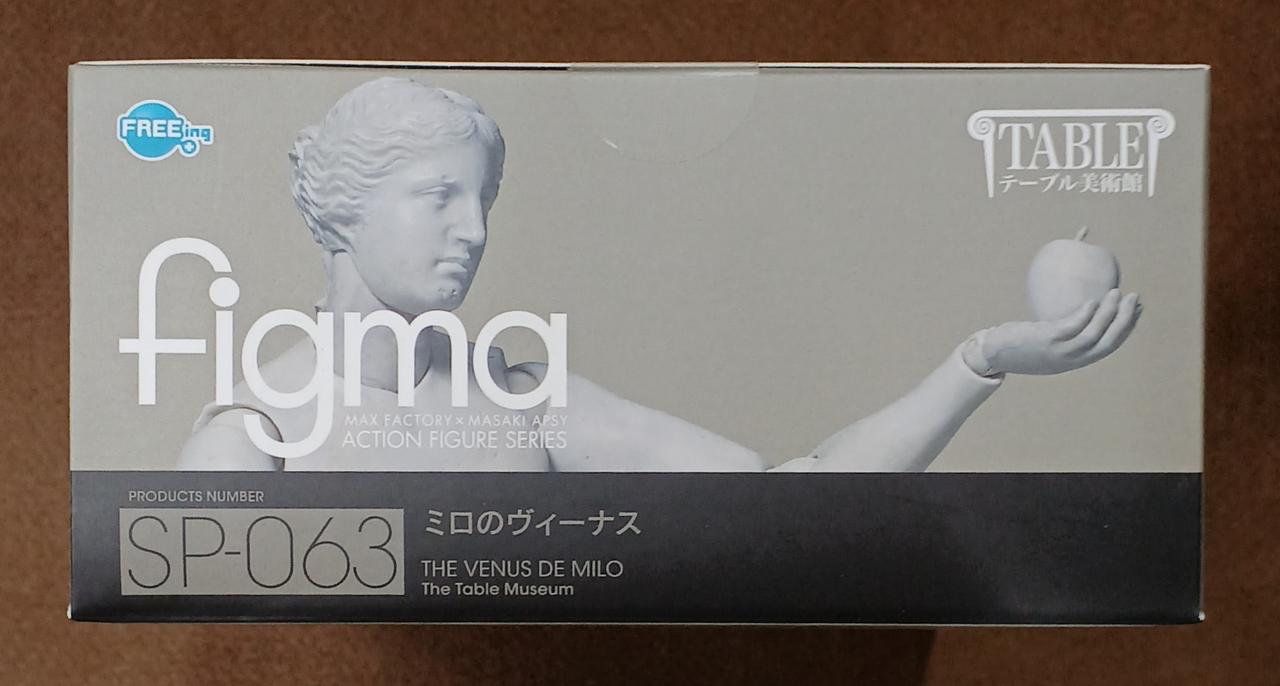 FREEing
TABLE
テーブル美術館
figma
MAX FACTORY × MASAKI APSY
ACTION FIGURE SERIES
PRODUCTS NUMBER
SP-063
ミロのヴィーナス
THE VENUS DE MILO
The Table Museum